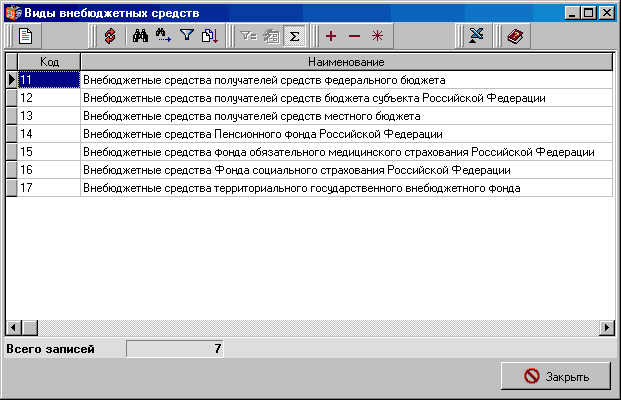 Виды внебюджетных средств
Код Наименование
11 Внебюджетные средства получателей средств федерального бюджета
12 Внебюджетные средства получателей средств бюджета субъекта Российской Федерации
13 Внебюджетные средства получателей средств местного бюджета
14 Внебюджетные средства Пенсионного фонда Российской Федерации
15 Внебюджетные средства Фонда обязательного медицинского страхования Российской Федерации
16 Внебюджетные средства Фонда социального страхования Российской Федерации
17 Внебюджетные средства территориального государственного внебюджетного фонда
Всего записей 7
Закрыть